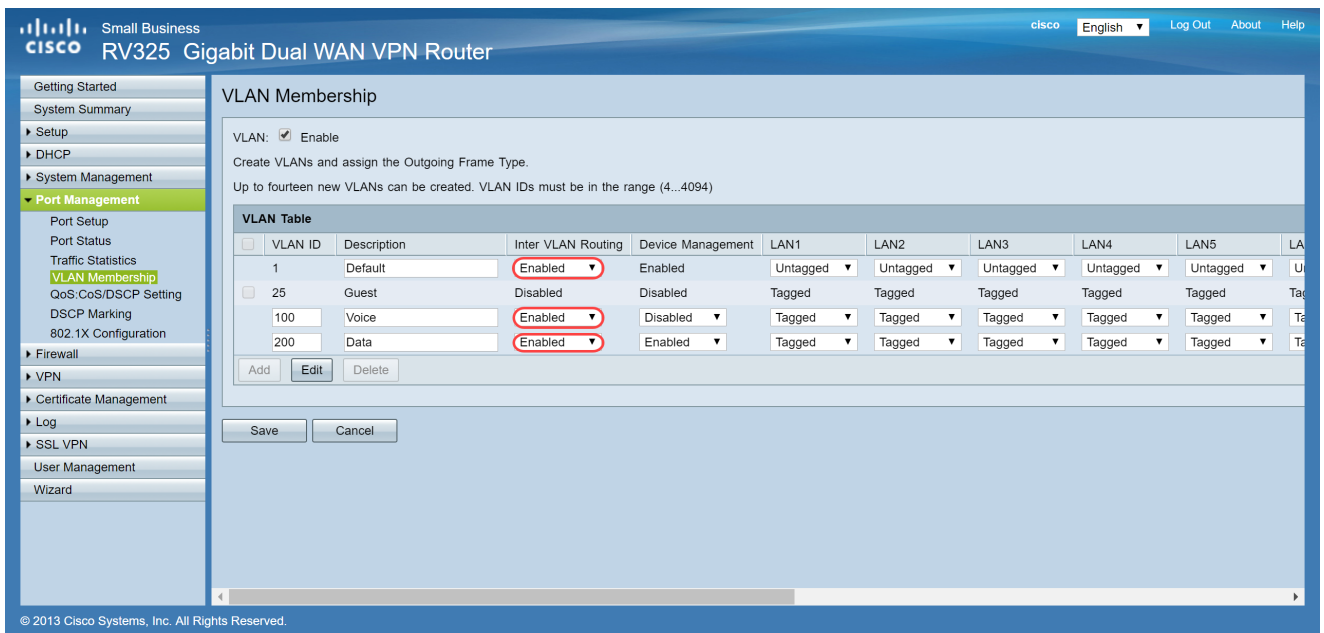 Small Business
cisco English Log Out About Help
CISCO RV325 Gigabit Dual WAN VPN Router
Getting Started
System Summary
Setup
DHCP
System Management
Port Management
Port Setup
Port Status
Traffic Statistics
VLAN Membership
QoS:CoS/DSCP Setting
DSCP Marking
802.1X Configuration
Firewall
VPN
Certificate Management
Log
SSL VPN
User Management
Wizard
VLAN Membership
VLAN: Enable
Create VLANs and assign the Outgoing Frame Type.
Up to fourteen new VLANs can be created. VLAN IDs must be in the range (4...4094)
VLAN Table
VLAN ID Description Inter VLAN Routing Device Management LAN1 LAN2 LAN3 LAN4 LAN5 LA
1 Default Enabled Enabled Untagged Untagged Untagged Untagged Untagged
25 Guest Disabled Disabled Tagged Tagged Tagged Tagged Tagged Tag
100 Voice Enabled Disabled Tagged Tagged Tagged Tagged Tagged Ta
200 Data Enabled Enabled Tagged Tagged Tagged Tagged Tagged Ta
Add Edit Delete
Save Cancel
© 2013 Cisco Systems, Inc. All Rights Reserved.